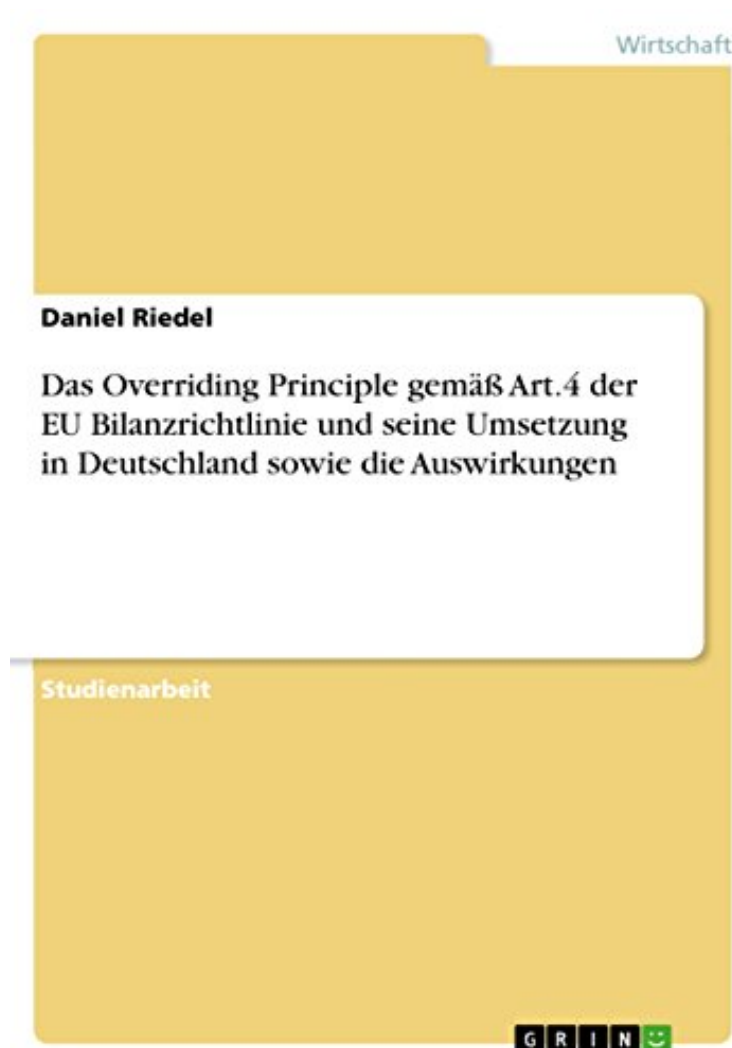 Wirtschaft
Daniel Riedel
Das Overriding Principle gemäß Art.4 der
EU Bilanzrichtlinie und seine Umsetzung
in Deutschland sowie die Auswirkungen
Studienarbeit
GRIN